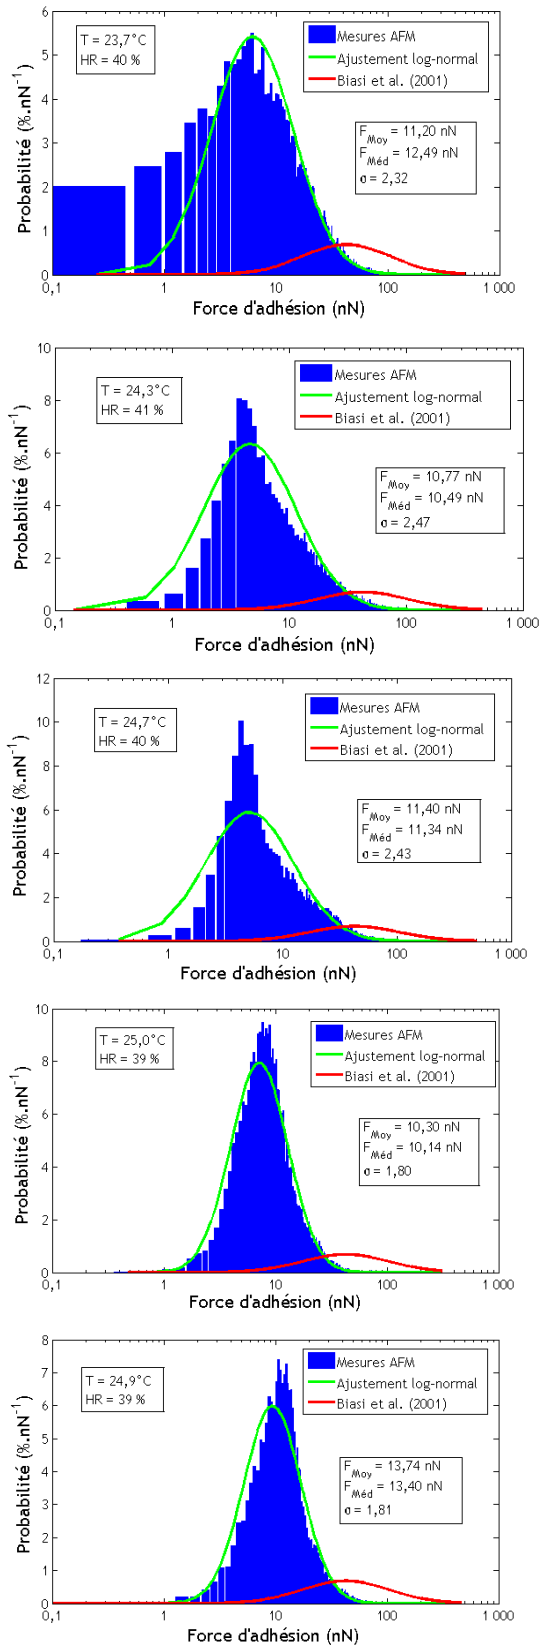 6
5
4
3
2
1
0
Probabilité (%.nN⁻¹)
T = 23,7°C
HR = 40 %
Mesures AFM
Ajustement log-normal
Biasi et al. (2001)
F_Moy = 11,20 nN
F_Méd = 12,49 nN
σ = 2,32
0,1 1 10 100 1 000
Force d'adhésion (nN)
10
8
6
4
2
0
Probabilité (%.nN⁻¹)
T = 24,3°C
HR = 41 %
Mesures AFM
Ajustement log-normal
Biasi et al. (2001)
F_Moy = 10,77 nN
F_Méd = 10,49 nN
σ = 2,47
1 10 100 1 000
Force d'adhésion (nN)
12
10
8
6
4
2
0
Probabilité (%.nN⁻¹)
T = 24,7°C
HR = 40 %
Mesures AFM
Ajustement log-normal
Biasi et al. (2001)
F_Moy = 11,40 nN
F_Méd = 11,34 nN
σ = 2,43
1 10 100 1 000
Force d'adhésion (nN)
10
8
6
4
2
0
Probabilité (%.nN⁻¹)
T = 25,0°C
HR = 39 %
Mesures AFM
Ajustement log-normal
Biasi et al. (2001)
F_Moy = 10,30 nN
F_Méd = 10,14 nN
σ = 1,80
0,1 1 10 100 1 000
Force d'adhésion (nN)
8
7
6
5
4
3
2
1
0
Probabilité (%.nN⁻¹)
T = 24,9°C
HR = 39 %
Mesures AFM
Ajustement log-normal
Biasi et al. (2001)
F_Moy = 13,74 nN
F_Méd = 13,40 nN
σ = 1,81
0,1 1 10 100 1 000
Force d'adhésion (nN)